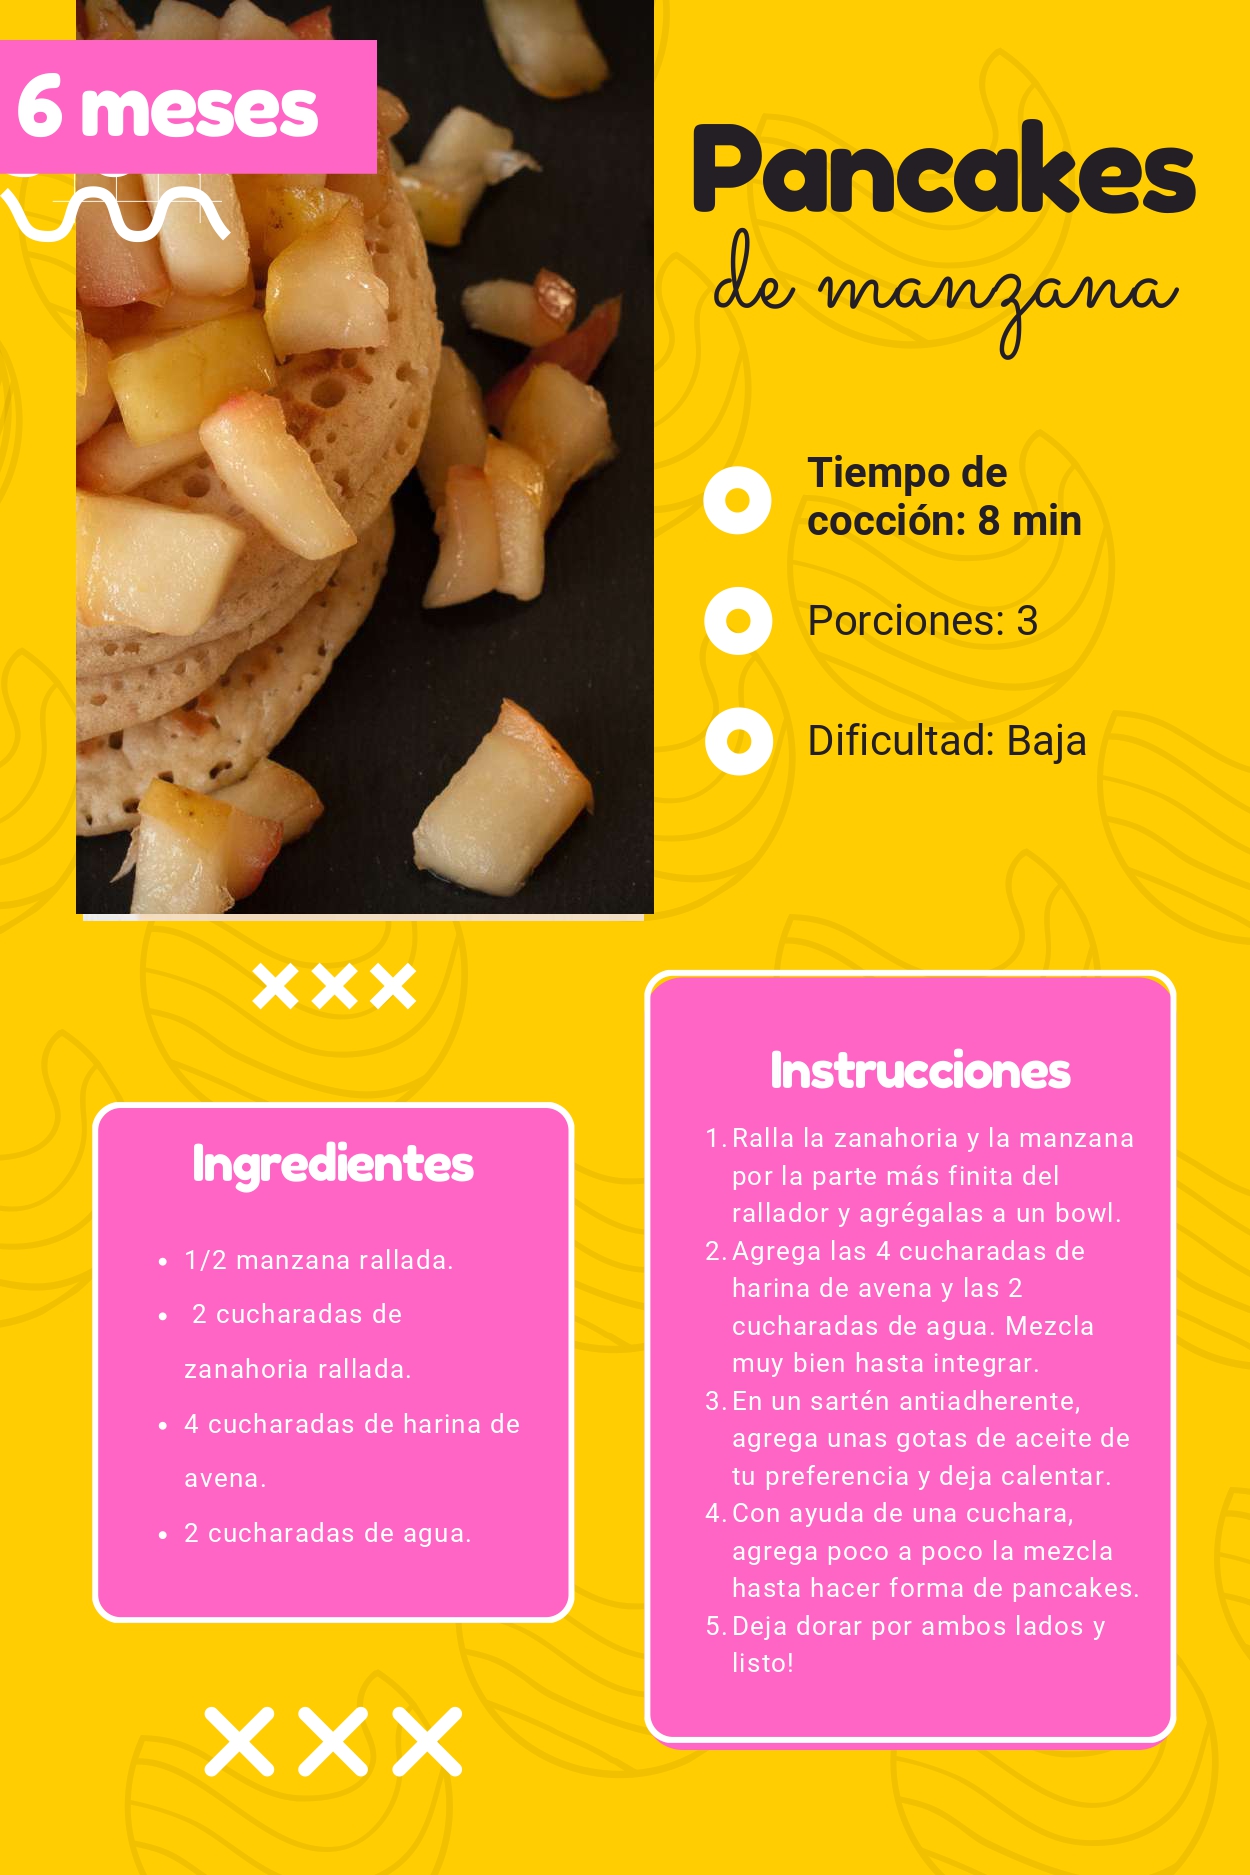 6 meses
Pancakes
de manzana
Tiempo de
cocción: 8 min
Porciones: 3
Dificultad: Baja
Ingredientes
• 1/2 manzana rallada.
• 2 cucharadas de
zanahoria rallada.
• 4 cucharadas de harina de
avena.
• 2 cucharadas de agua.
Instrucciones
1. Ralla la zanahoria y la manzana
por la parte más finita del
rallador y agrégalas a un bowl.
2. Agrega las 4 cucharadas de
harina de avena y las 2
cucharadas de agua. Mezcla
muy bien hasta integrar.
3. En un sartén antiadherente,
agrega unas gotas de aceite de
tu preferencia y deja calentar.
4. Con ayuda de una cuchara,
agrega poco a poco la mezcla
hasta hacer forma de pancakes.
5. Deja dorar por ambos lados y
listo!